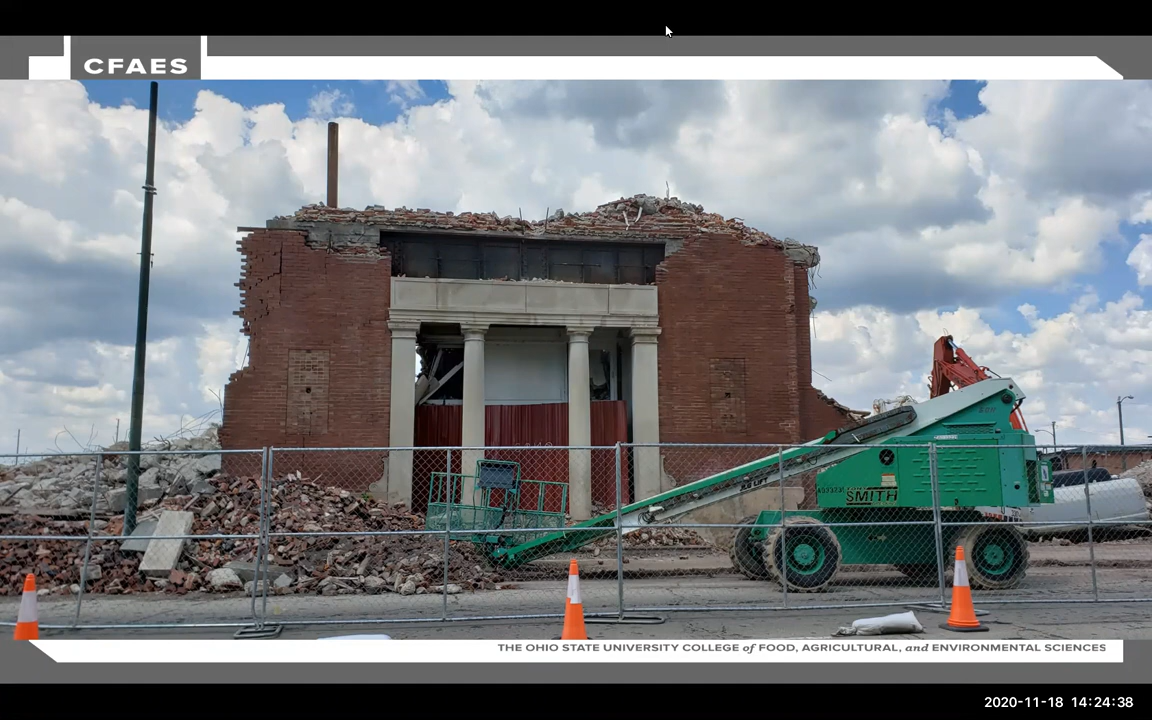 CFAES
SMITH
THE OHIO STATE UNIVERSITY COLLEGE of FOOD, AGRICULTURAL, and ENVIRONMENTAL SCIENCES
2020-11-18 14:24:38